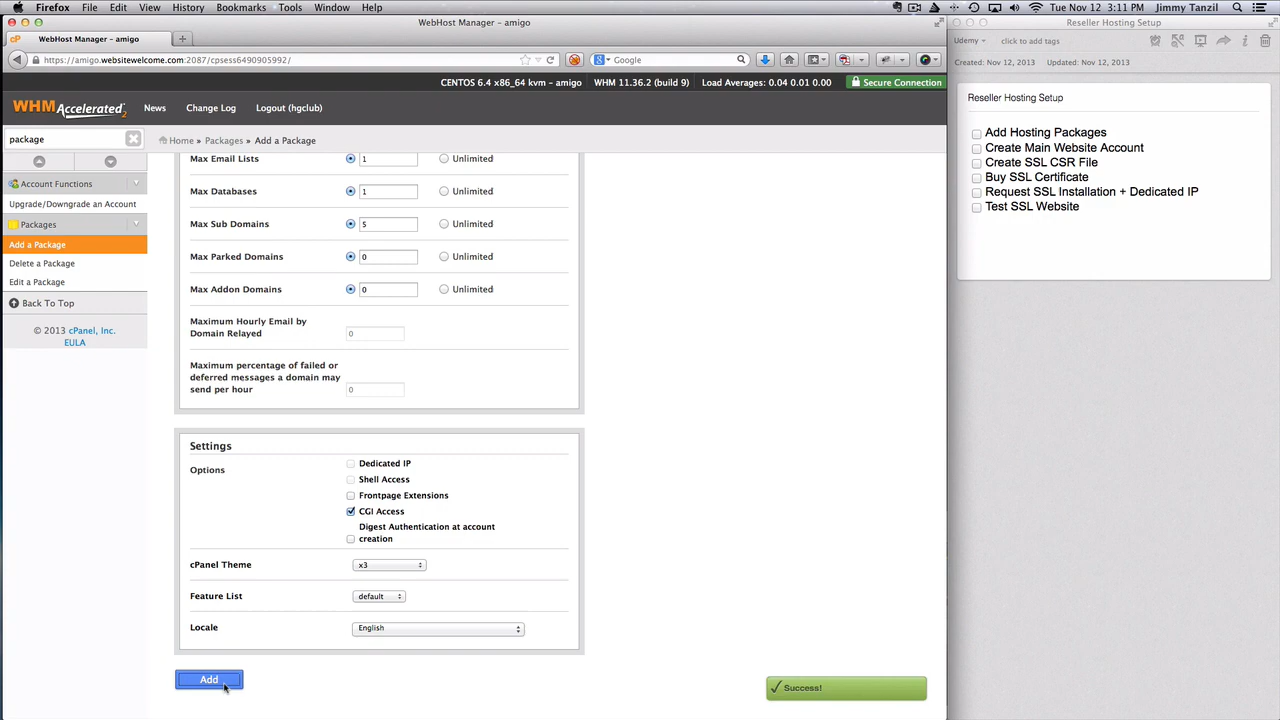 Firefox File Edit View History Bookmarks Tools Window Help Tue Nov 12 3:11 PM Jimmy Tanzil
WebHost Manager - amigo
WebHost Manager - amigo
https://amigo.websitewelcome.com:2087/cpsess6490905992/
Google
CENTOS 6.4 x86_64 kvm – amigo WHM 11.36.2 (build 9) Load Averages: 0.04 0.01 0.00 Secure Connection
WHM Accelerated2 News Change Log Logout (hgclub)
package
Home » Packages » Add a Package
Account Functions
Upgrade/Downgrade an Account
Packages
Add a Package
Delete a Package
Edit a Package
Back To Top
© 2013 cPanel, Inc.
EULA
Max Email Lists 1 Unlimited
Max Databases 1 Unlimited
Max Sub Domains 5 Unlimited
Max Parked Domains 0 Unlimited
Max Addon Domains 0 Unlimited
Maximum Hourly Email by
Domain Relayed 0
Maximum percentage of failed or
deferred messages a domain may
send per hour 0
Settings
Options
Dedicated IP
Shell Access
Frontpage Extensions
CGI Access
Digest Authentication at account
creation
cPanel Theme x3
Feature List default
Locale English
Add
Success!
Reseller Hosting Setup
Udemy click to add tags
Created: Nov 12, 2013 Updated: Nov 12, 2013
Reseller Hosting Setup
Add Hosting Packages
Create Main Website Account
Create SSL CSR File
Buy SSL Certificate
Request SSL Installation + Dedicated IP
Test SSL Website